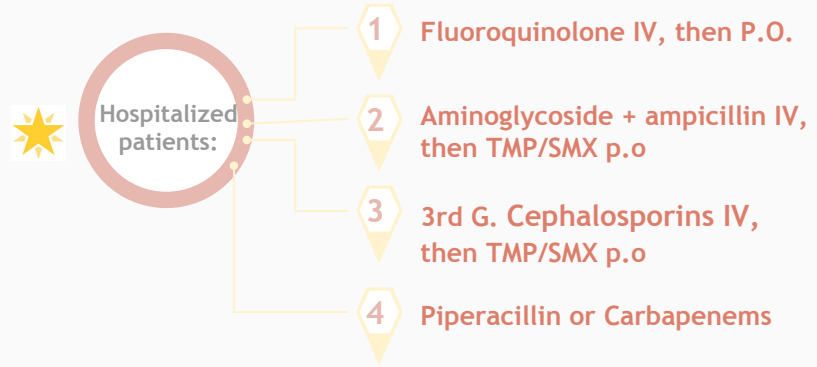 Hospitalized
patients:
1
Fluoroquinolone IV, then P.O.
2
Aminoglycoside + ampicillin IV,
then TMP/SMX p.o
3
3rd G. Cephalosporins IV,
then TMP/SMX p.o
4
Piperacillin or Carbapenems